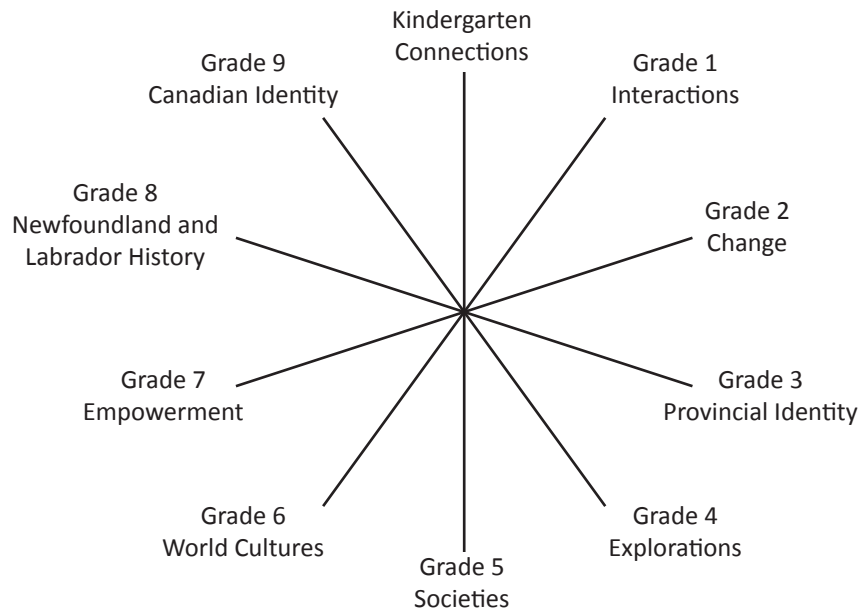 Kindergarten
Connections
Grade 1
Interactions
Grade 2
Change
Grade 3
Provincial Identity
Grade 4
Explorations
Grade 5
Societies
Grade 6
World Cultures
Grade 7
Empowerment
Grade 8
Newfoundland and
Labrador History
Grade 9
Canadian Identity